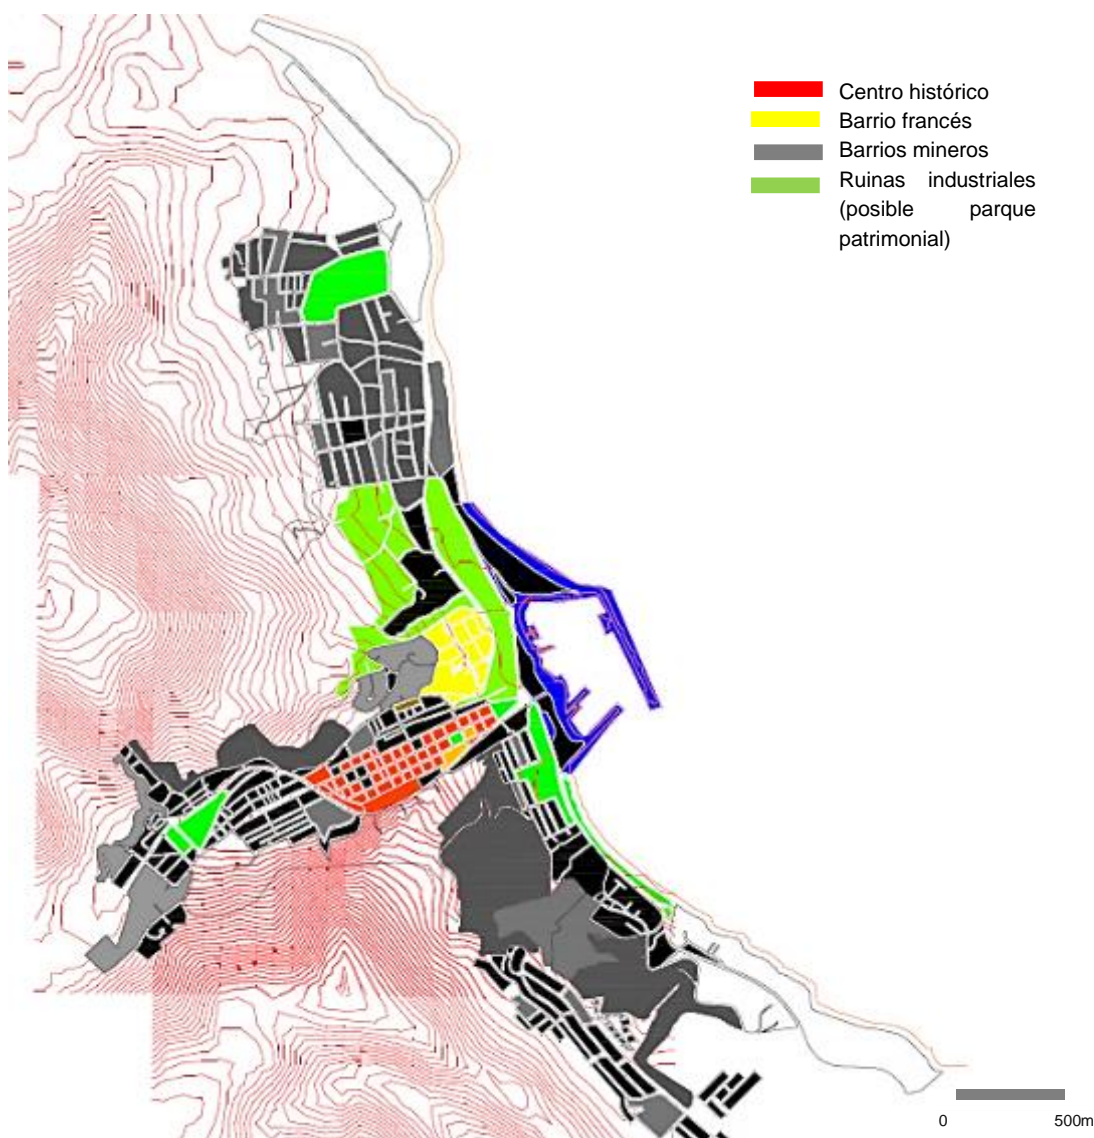 Centro histórico
Barrio francés
Barrios mineros
Ruinas industriales
(posible parque
patrimonial)
0 500m